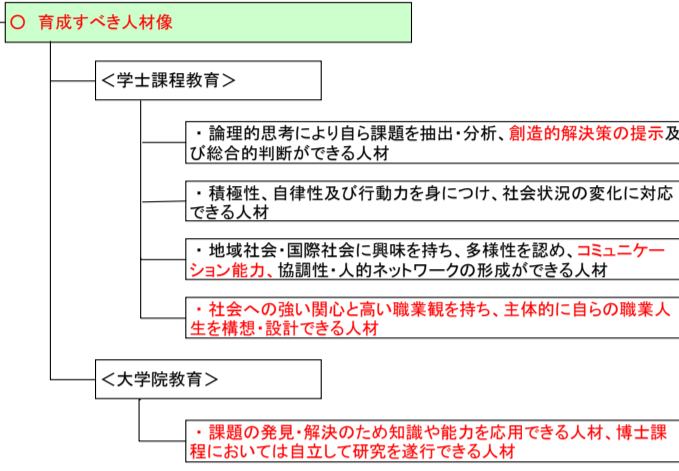 ○ 育成すべき人材像
＜学士課程教育＞
・論理的思考により自ら課題を抽出・分析、創造的解決策の提示及
び総合的判断ができる人材
・積極性、自律性及び行動力を身につけ、社会状況の変化に対応
できる人材
・地域社会・国際社会に興味を持ち、多様性を認め、コミュニケー
ション能力、協調性・人的ネットワークの形成ができる人材
・社会への強い関心と高い職業観を持ち、主体的に自らの職業人
生を構想・設計できる人材
＜大学院教育＞
・課題の発見・解決のため知識や能力を応用できる人材、博士課
程においては自立して研究を遂行できる人材